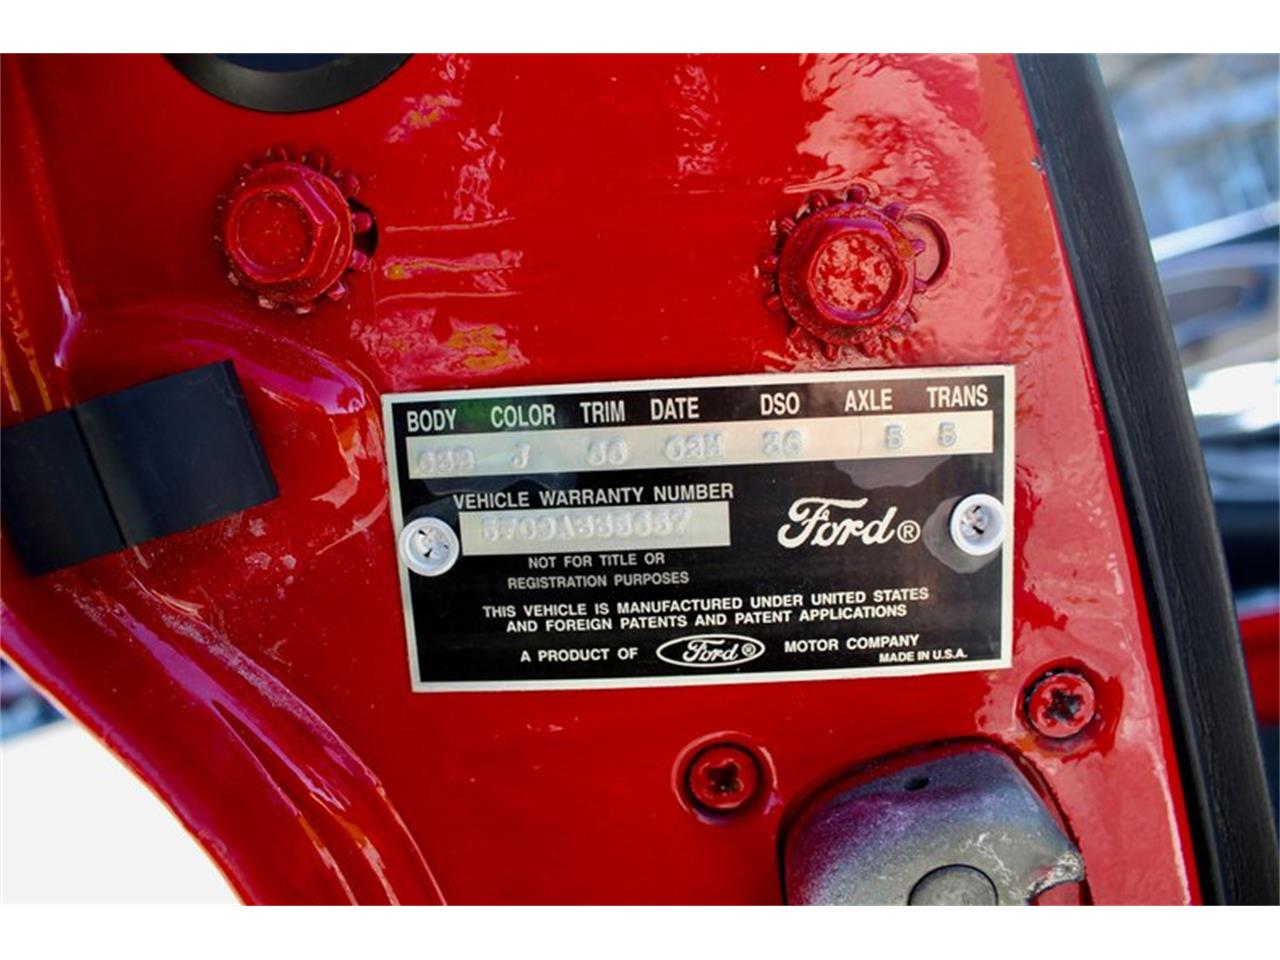 BODY COLOR TRIM DATE DSO AXLE TRANS
J 02M 5 5
VEHICLE WARRANTY NUMBER
Ford®
NOT FOR TITLE OR
REGISTRATION PURPOSES
THIS VEHICLE IS MANUFACTURED UNDER UNITED STATES
AND FOREIGN PATENTS AND PATENT APPLICATIONS
A PRODUCT OF Ford® MOTOR COMPANY
MADE IN U.S.A.